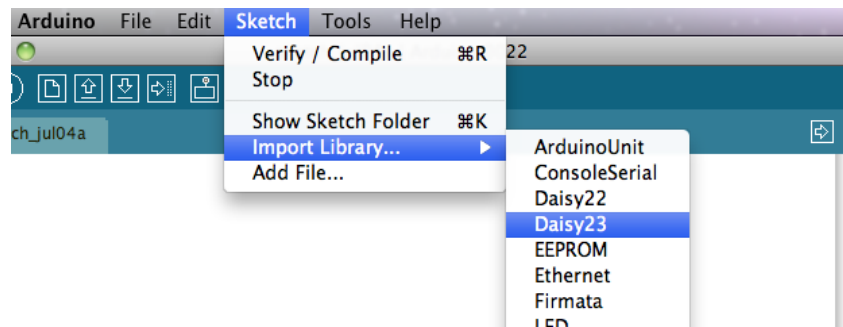 Arduino File Edit Sketch Tools Help
22
Verify / Compile ⌘R
Stop
Show Sketch Folder ⌘K
Import Library...
Add File...
ch_jul04a
ArduinoUnit
ConsoleSerial
Daisy22
Daisy23
EEPROM
Ethernet
Firmata